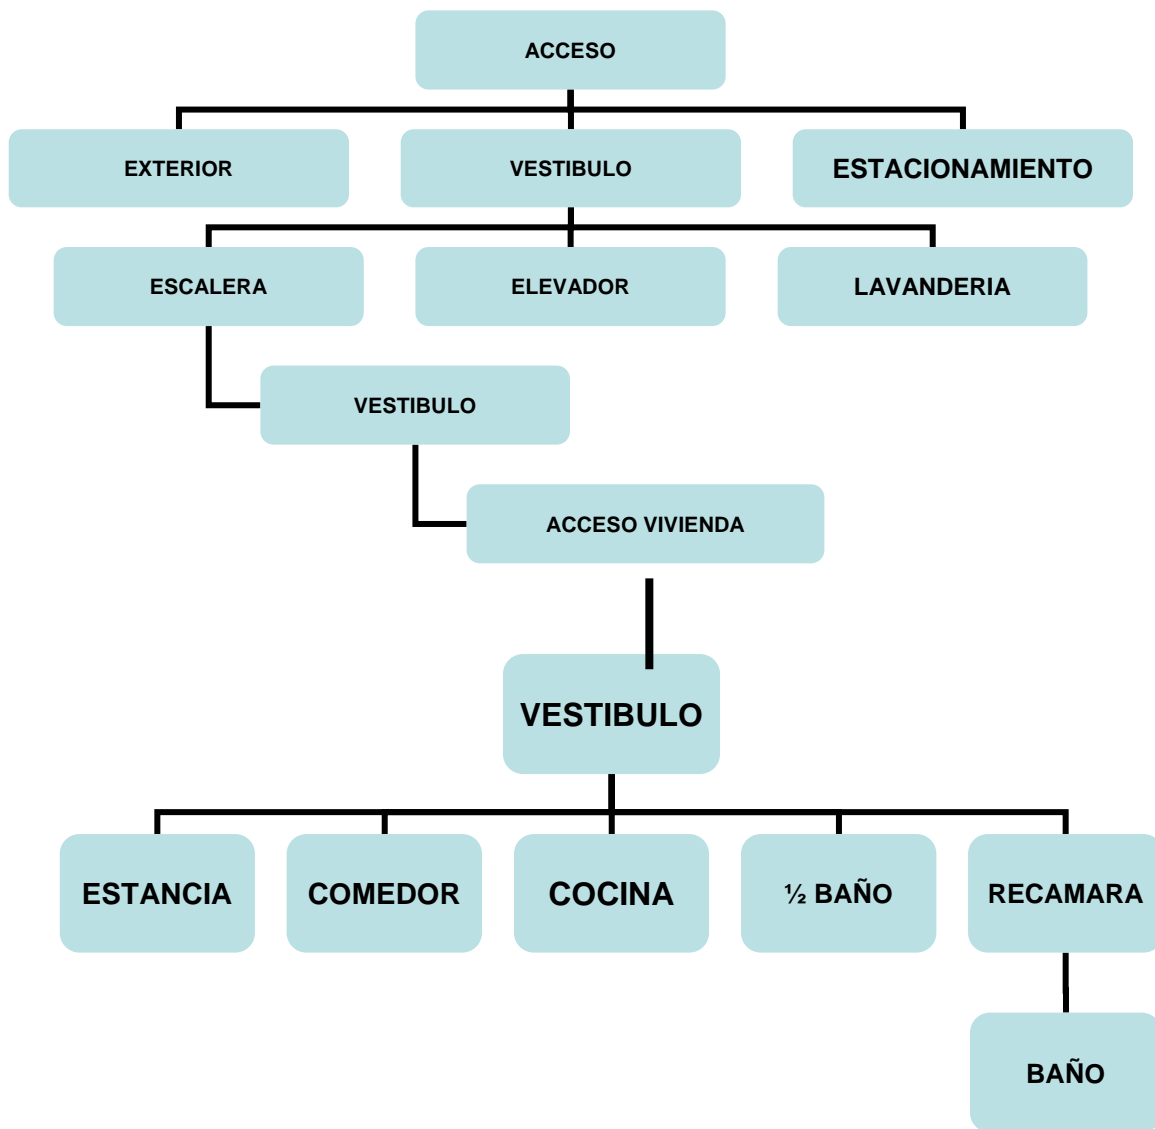 ACCESO
EXTERIOR
VESTIBULO
ESTACIONAMIENTO
ESCALERA
ELEVADOR
LAVANDERIA
VESTIBULO
ACCESO VIVIENDA
VESTIBULO
ESTANCIA
COMEDOR
COCINA
½ BAÑO
RECAMARA
BAÑO